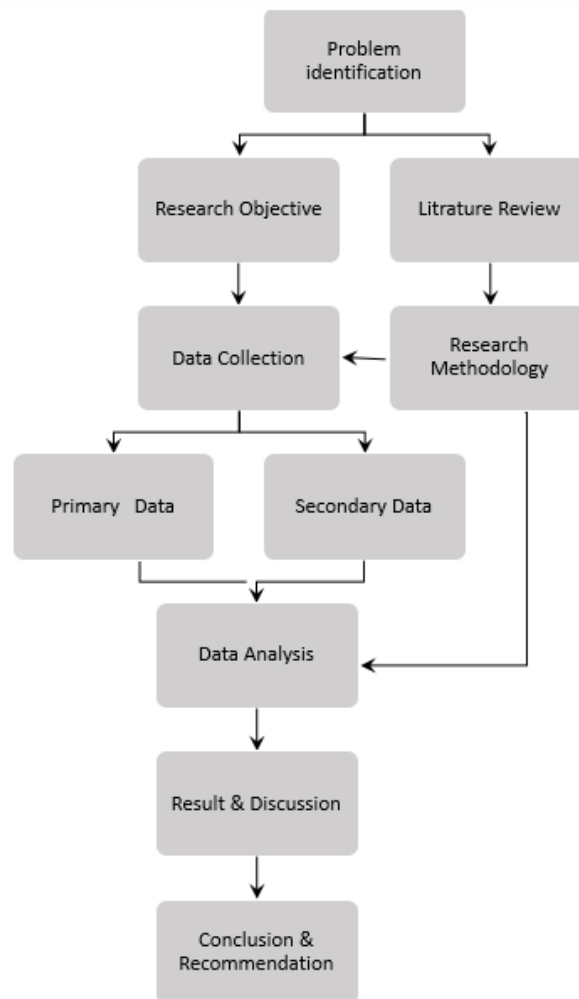 Problem
identification
Research Objective
Litrature Review
Data Collection
Research
Methodology
Primary Data
Secondary Data
Data Analysis
Result & Discussion
Conclusion &
Recommendation